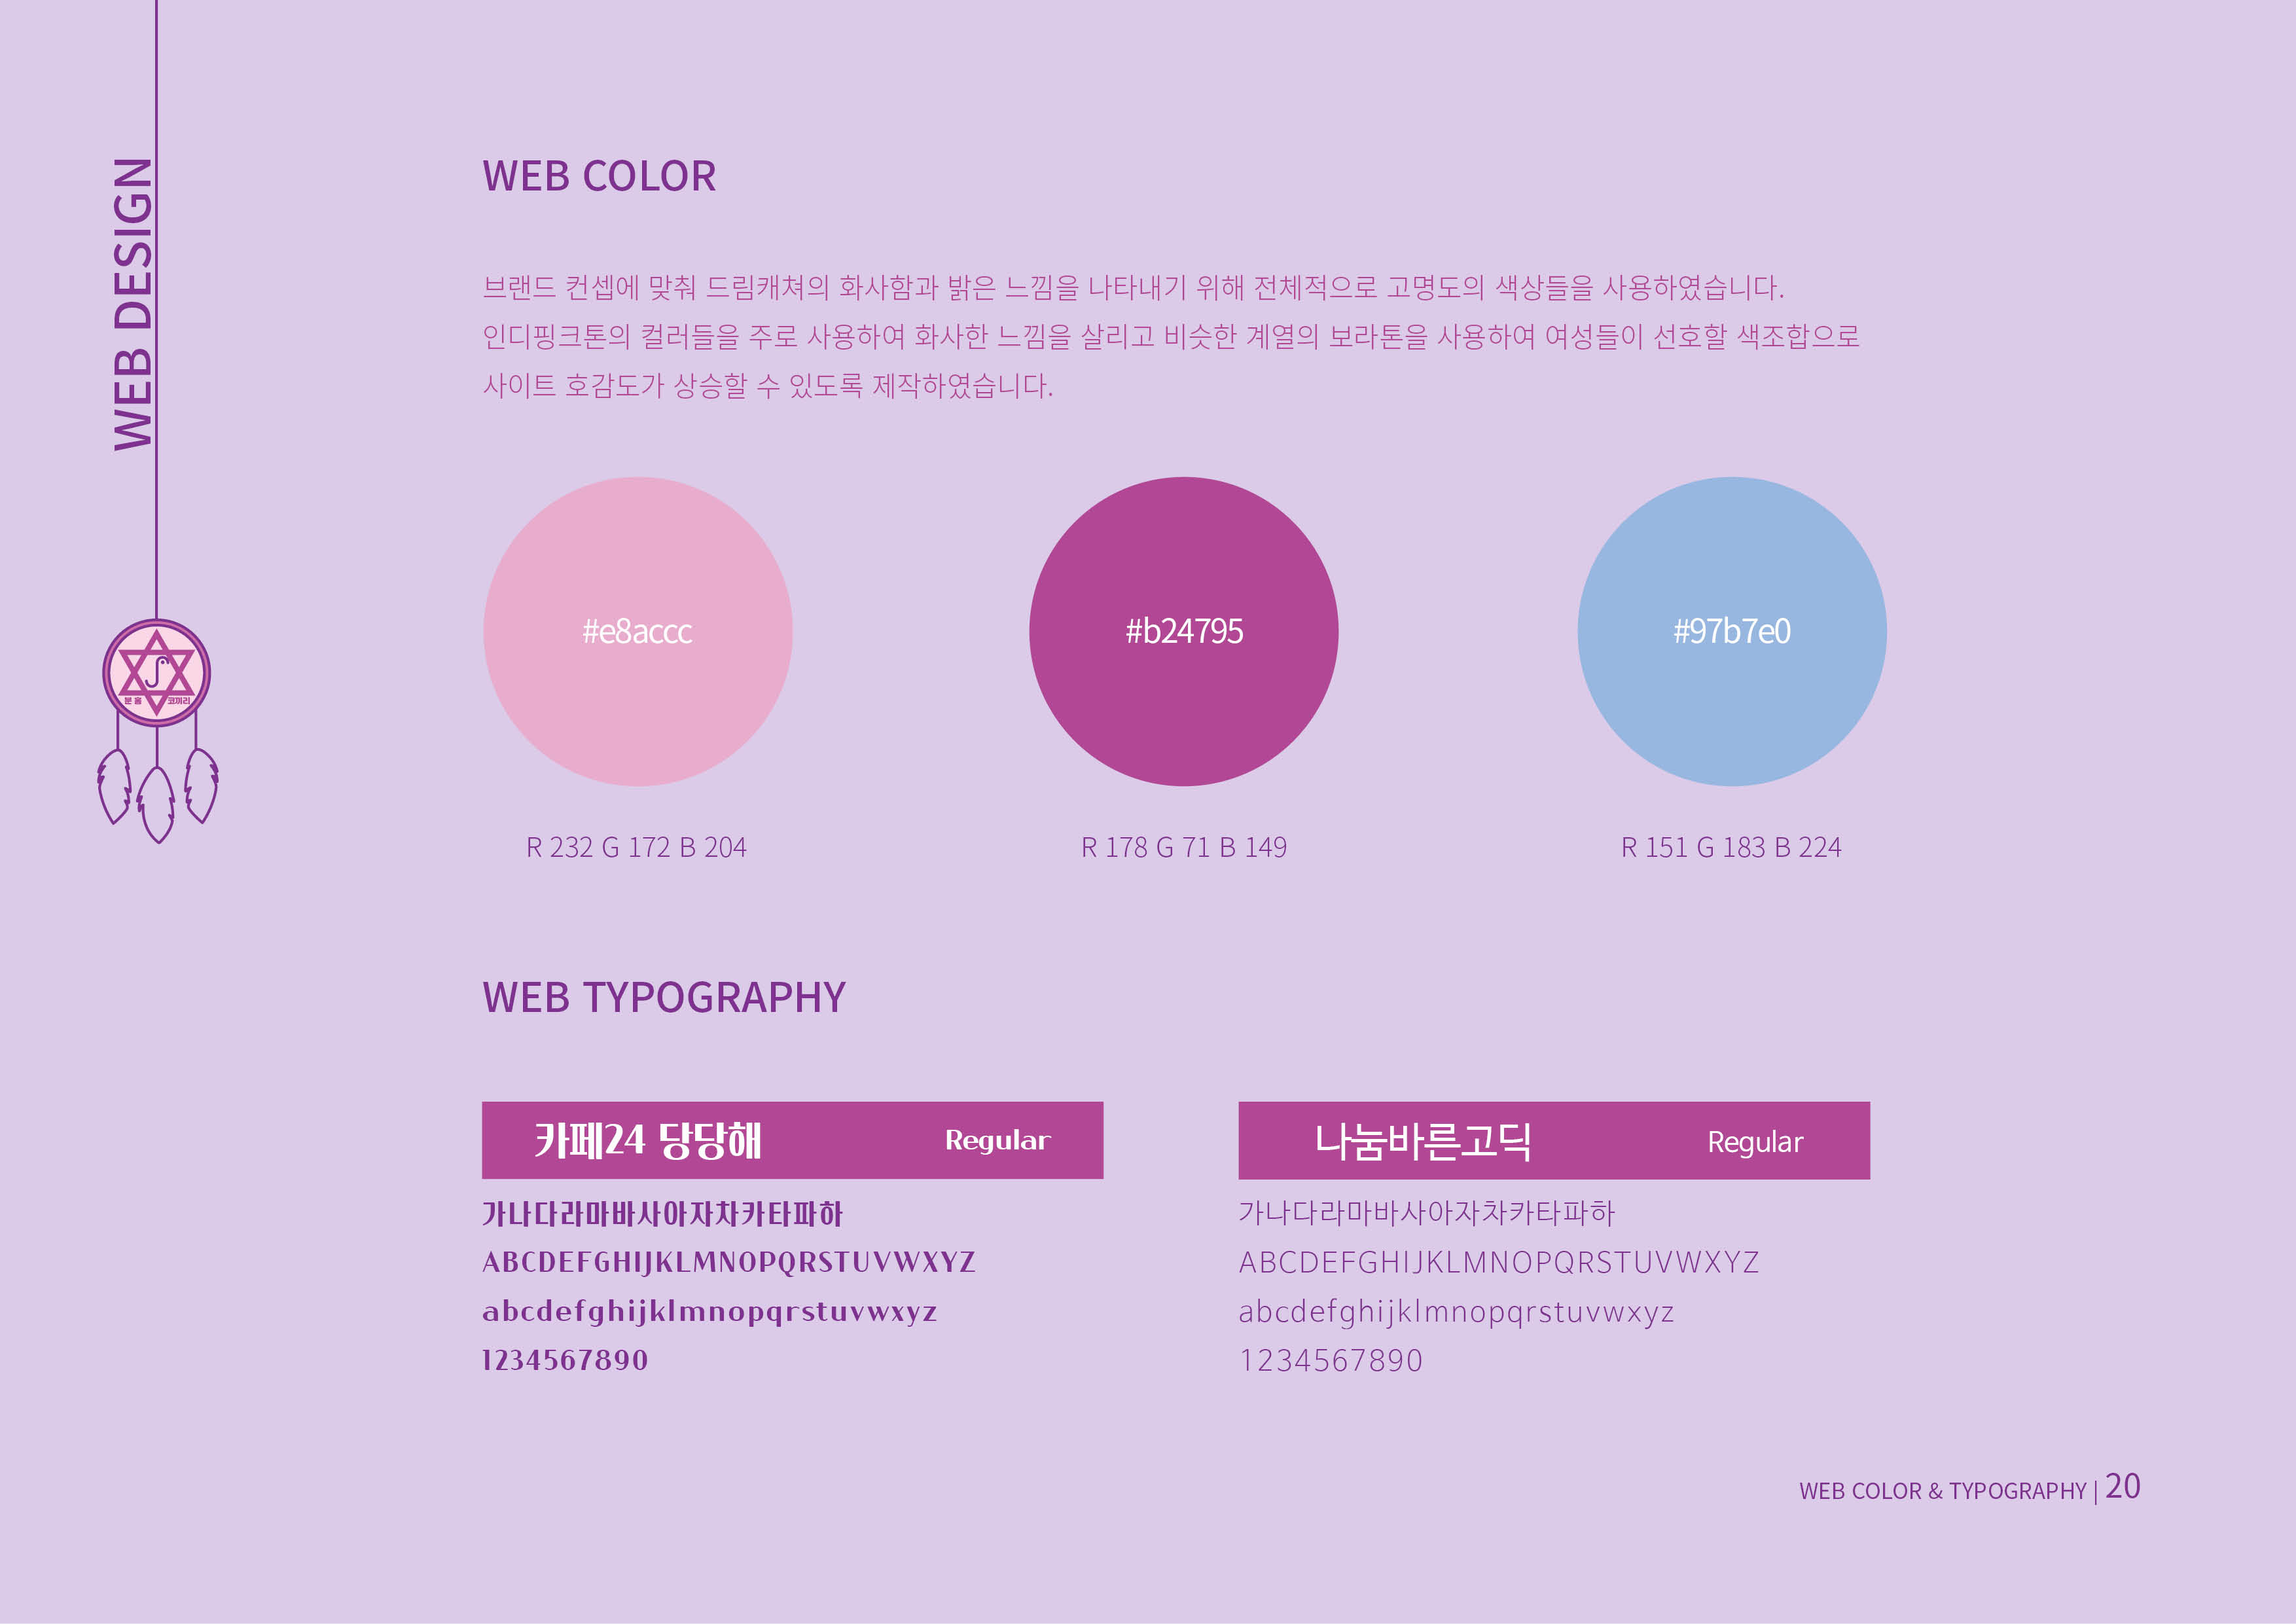 WEB DESIGN
분홍 코끼리
WEB COLOR
브랜드 컨셉에 맞춰 드림캐쳐의 화사함과 밝은 느낌을 나타내기 위해 전체적으로 고명도의 색상들을 사용하였습니다.
인디핑크톤의 컬러들을 주로 사용하여 화사한 느낌을 살리고 비슷한 계열의 보라톤을 사용하여 여성들이 선호할 색조합으로
사이트 호감도가 상승할 수 있도록 제작하였습니다.
#e8accc
#b24795
#97b7e0
R 232 G 172 B 204
R 178 G 71 B 149
R 151 G 183 B 224
WEB TYPOGRAPHY
카페24 당당해 Regular
가나다라마바사아자차카타파하
ABCDEFGHIJKLMNOPQRSTUVWXYZ
abcdefghijklmnopqrstuvwxyz
1234567890
나눔바른고딕 Regular
가나다라마바사아자차카타파하
ABCDEFGHIJKLMNOPQRSTUVWXYZ
abcdefghijklmnopqrstuvwxyz
1234567890
WEB COLOR & TYPOGRAPHY | 20